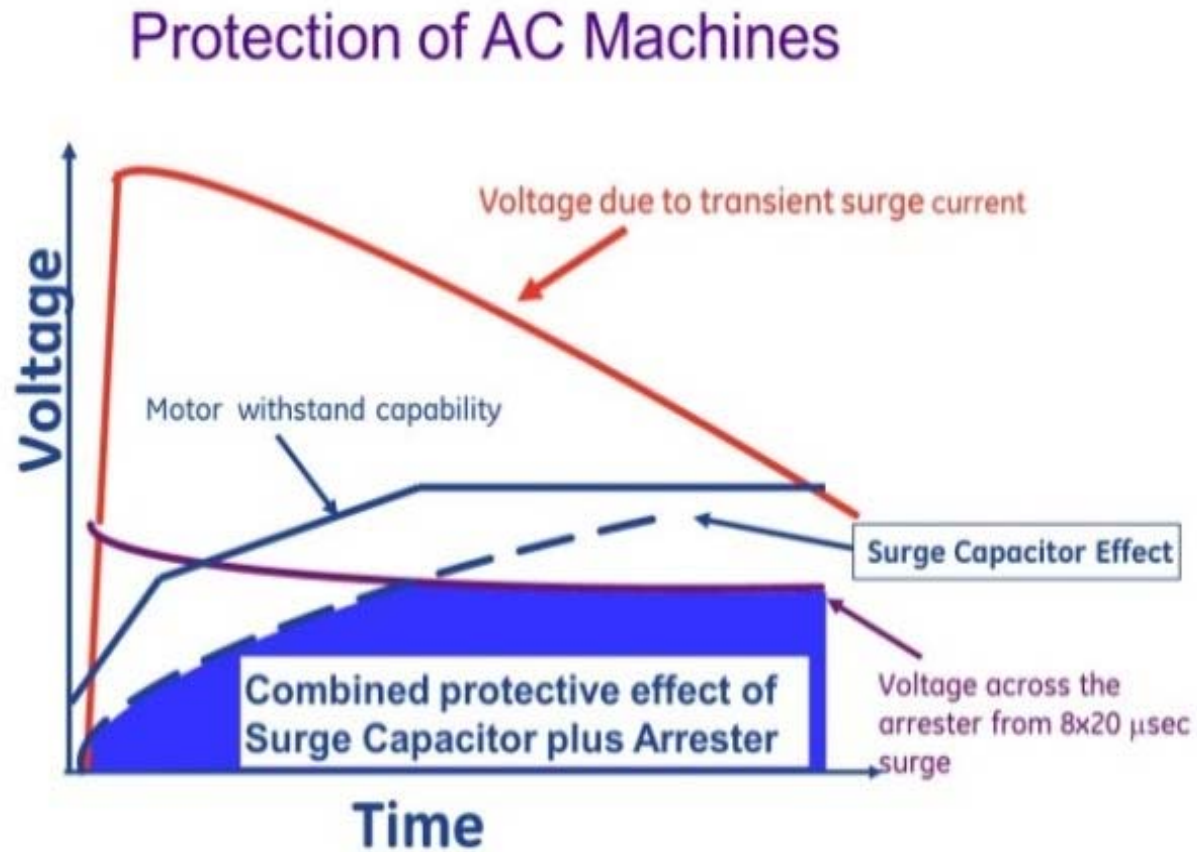 Protection of AC Machines
Voltage due to transient surge current
Voltage
Motor withstand capability
Surge Capacitor Effect
Combined protective effect of
Surge Capacitor plus Arrester
Voltage across the
arrester from 8x20 μsec
surge
Time